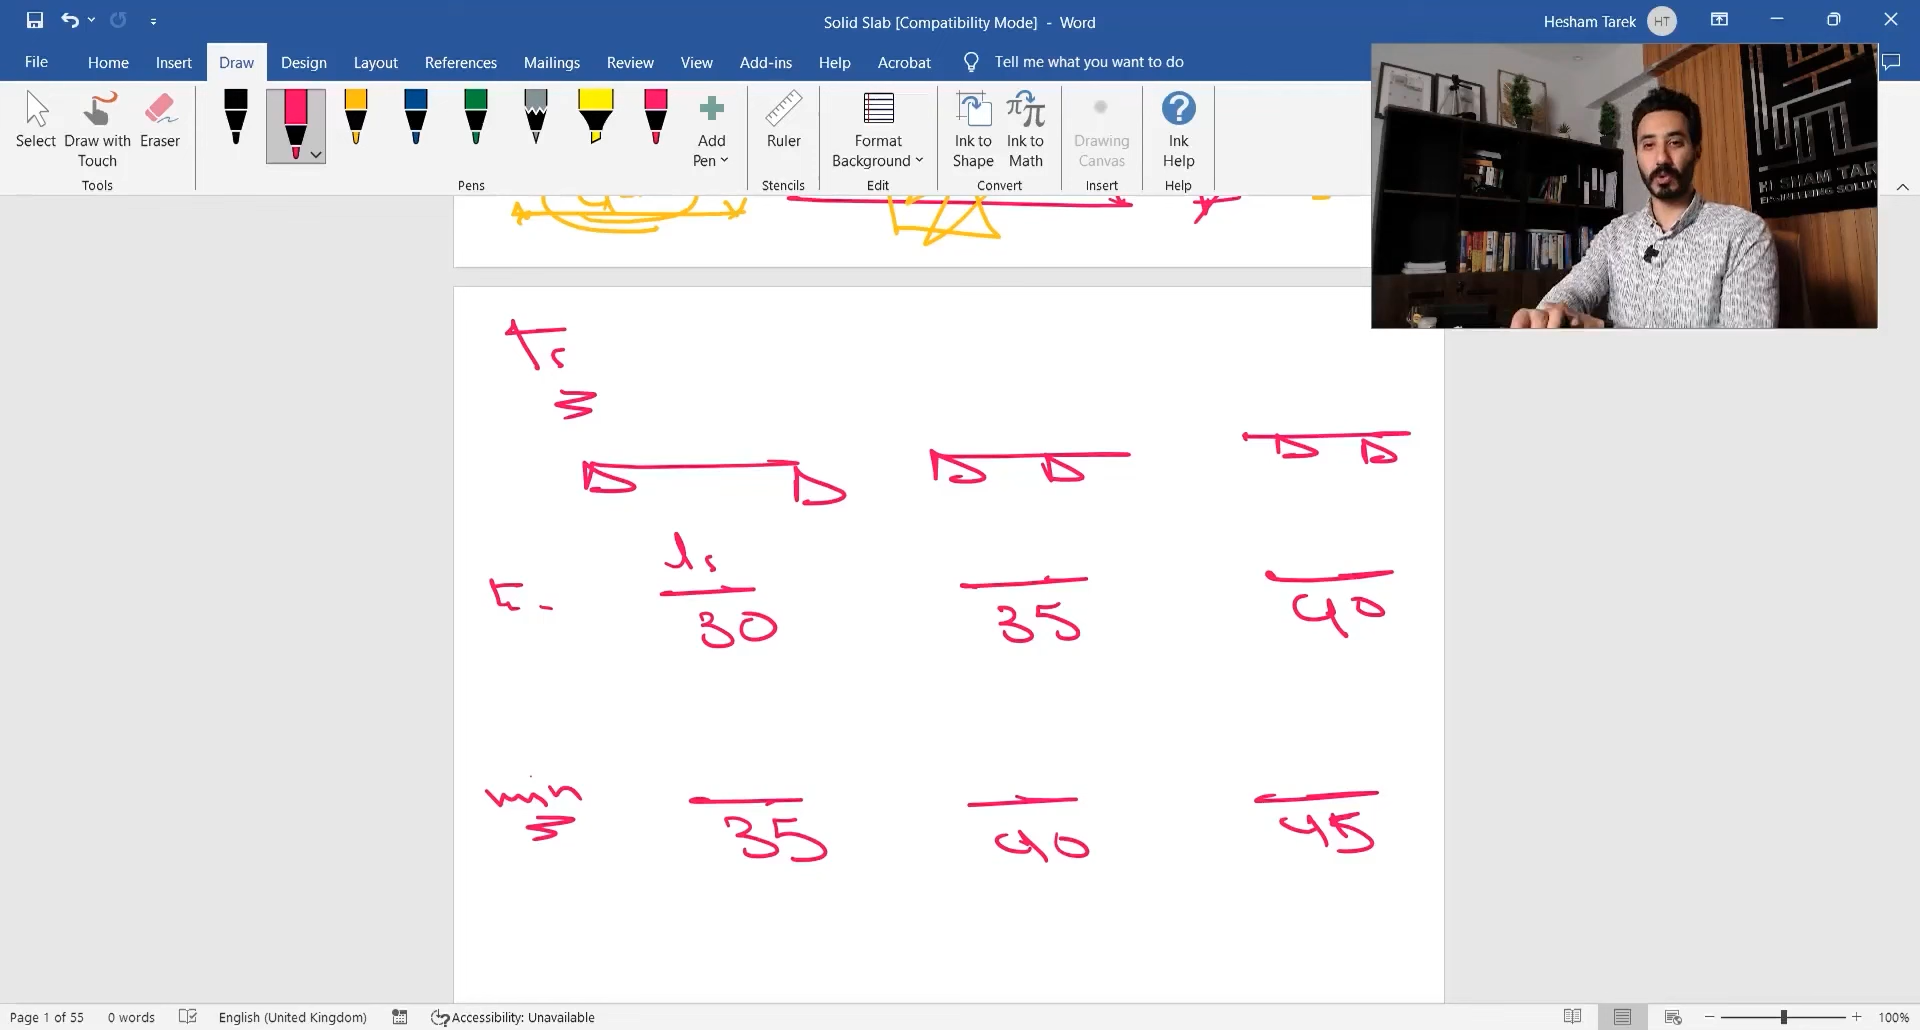 Solid Slab [Compatibility Mode] - Word
Hesham Tarek HT
File Home Insert Draw Design Layout References Mailings Review View Add-ins Help Acrobat Tell me what you want to do
Select
Draw with Touch
Eraser
Add Pen
Ruler
Format Background
Ink to Shape
Ink to Math
Drawing Canvas
Ink Help
Tools Pens Stencils Edit Convert Insert Help
HESHAM TAREK
ENGINEERING SOLUTI
Ts
ls
30 35 40
min
35 40 45
Page 1 of 55 0 words English (United Kingdom) Accessibility: Unavailable 100%